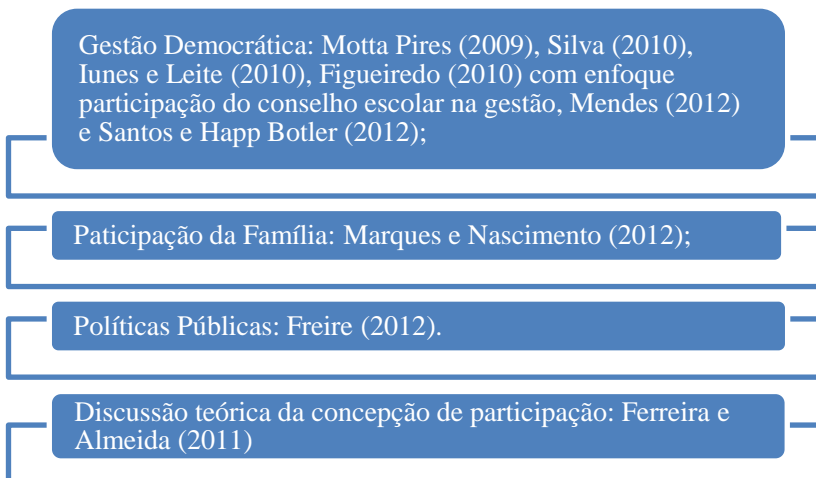 Gestão Democrática: Motta Pires (2009), Silva (2010),
Iunes e Leite (2010), Figueiredo (2010) com enfoque
participação do conselho escolar na gestão, Mendes (2012)
e Santos e Happ Botler (2012);
Paticipação da Família: Marques e Nascimento (2012);
Políticas Públicas: Freire (2012).
Discussão teórica da concepção de participação: Ferreira e
Almeida (2011)